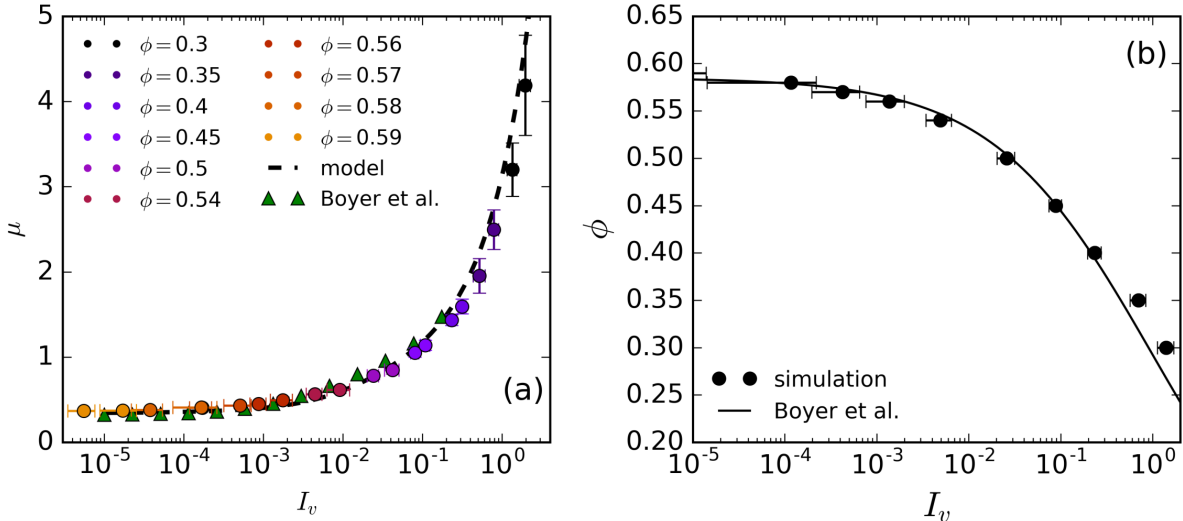 5
4
3
2
1
0
μ
ϕ = 0.3
ϕ = 0.35
ϕ = 0.4
ϕ = 0.45
ϕ = 0.5
ϕ = 0.54
ϕ = 0.56
ϕ = 0.57
ϕ = 0.58
ϕ = 0.59
model
Boyer et al.
(a)
10⁻⁵ 10⁻⁴ 10⁻³ 10⁻² 10⁻¹ 10⁰
I_v
0.65
0.60
0.55
0.50
0.45
0.40
0.35
0.30
0.25
0.20
ϕ
(b)
simulation
Boyer et al.
10⁻⁵ 10⁻⁴ 10⁻³ 10⁻² 10⁻¹ 10⁰
I_v